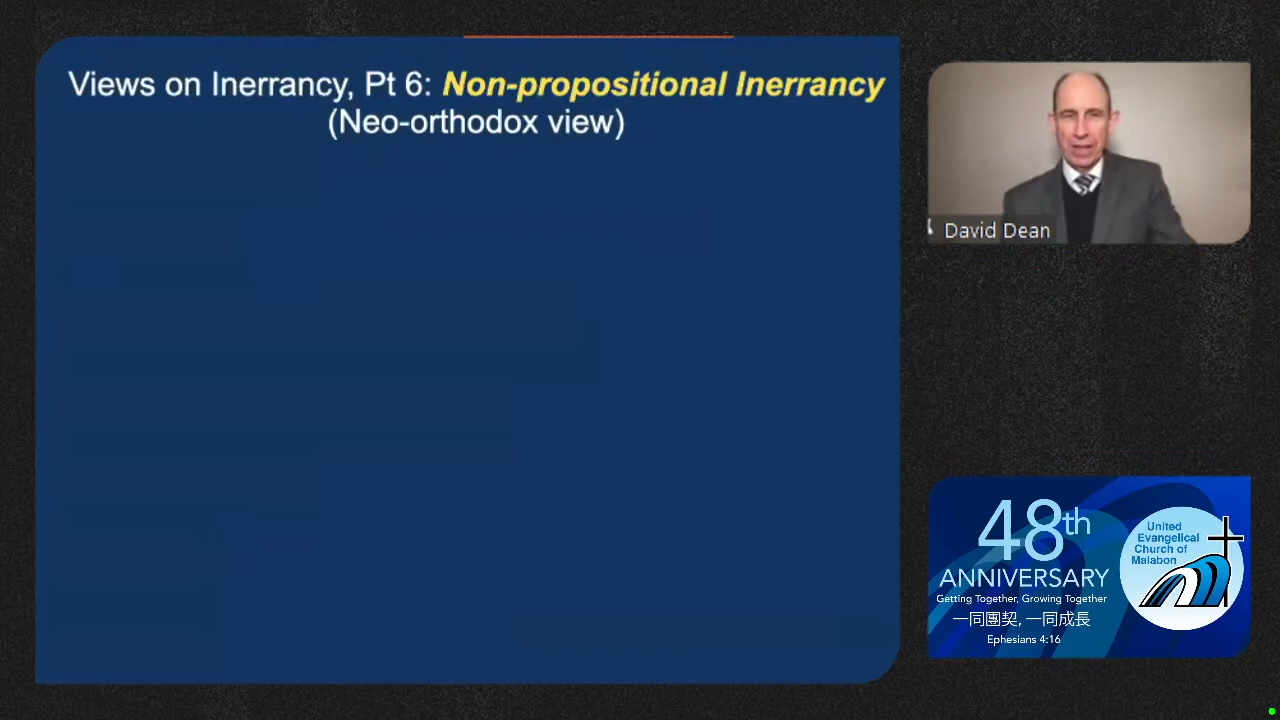 Views on Inerrancy, Pt 6: Non-propositional Inerrancy
(Neo-orthodox view)
David Dean
48th
ANNIVERSARY
Getting Together, Growing Together
一同團契, 一同成長
Ephesians 4:16
United
Evangelical
Church of
Malabon